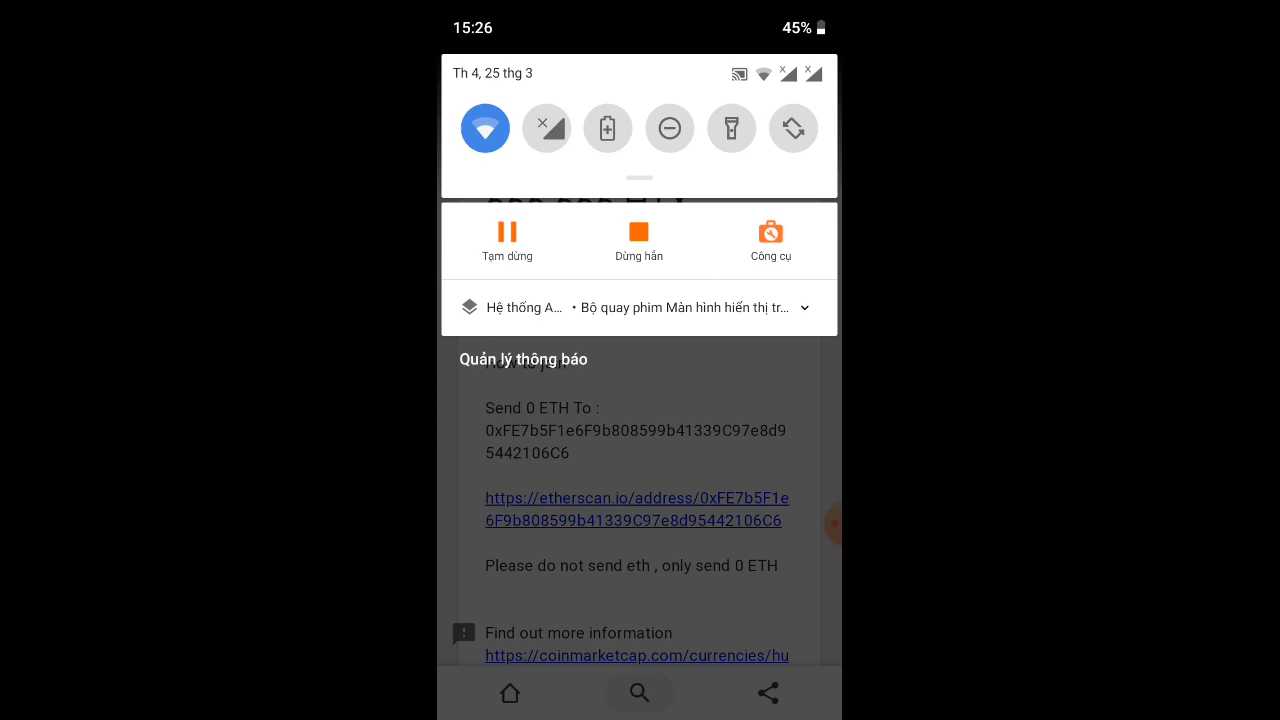 15:26
45%
Th 4, 25 thg 3
Tạm dừng
Dừng hẳn
Công cụ
Hệ thống A... • Bộ quay phim Màn hình hiển thị tr...
Quản lý thông báo
How to join
Send 0 ETH To :
0xFE7b5F1e6F9b808599b41339C97e8d9
5442106C6
https://etherscan.io/address/0xFE7b5F1e
6F9b808599b41339C97e8d95442106C6
Please do not send eth , only send 0 ETH
Find out more information
https://coinmarketcap.com/currencies/hu